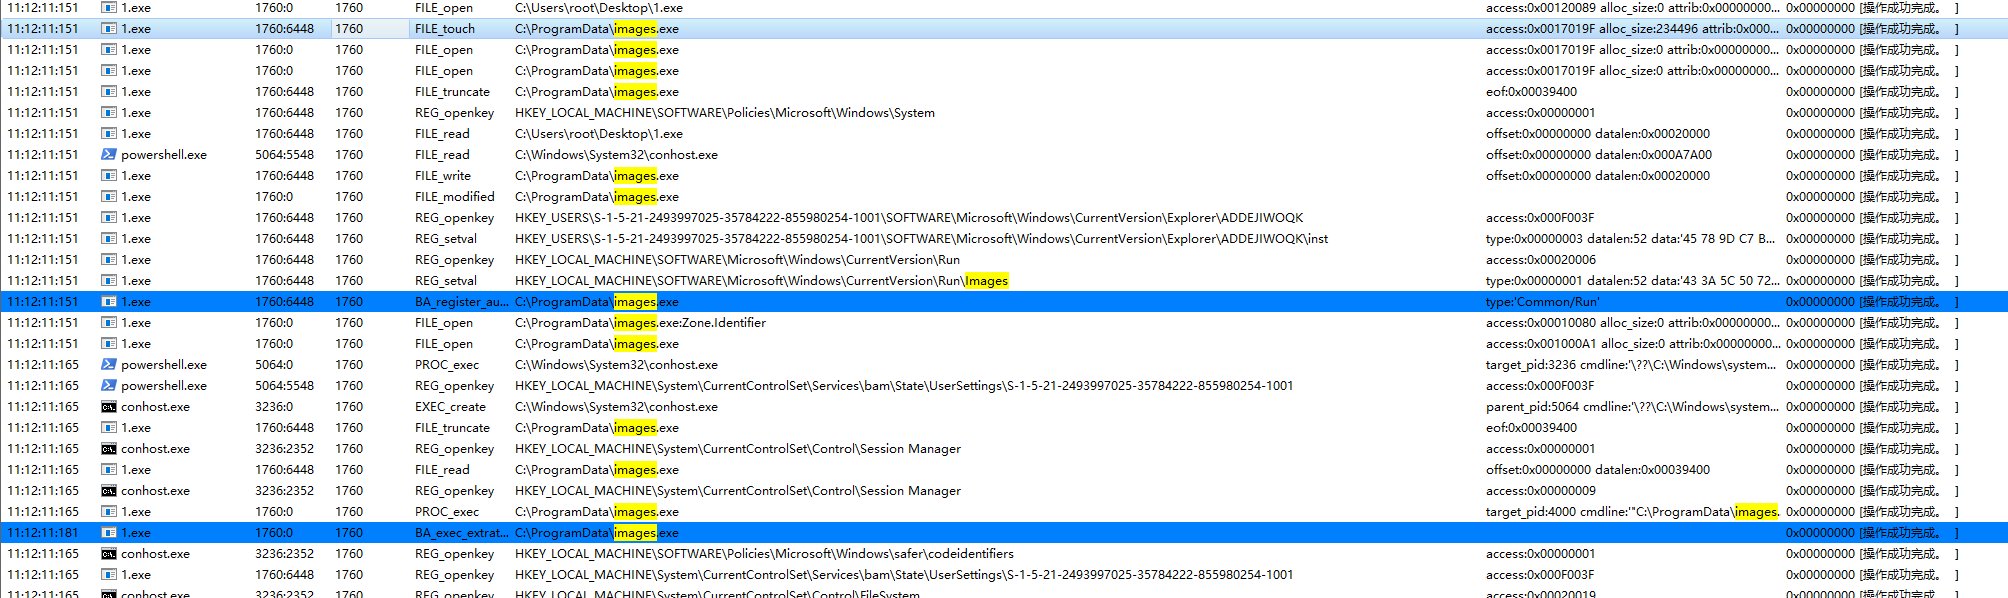 11:12:11:151 1.exe 1760:0 1760 FILE_open C:\Users\root\Desktop\1.exe access:0x00120089 alloc_size:0 attrib:0x00000000... 0x00000000 [操作成功完成。 ]
11:12:11:151 1.exe 1760:6448 1760 FILE_touch C:\ProgramData\images.exe access:0x0017019F alloc_size:234496 attrib:0x000... 0x00000000 [操作成功完成。 ]
11:12:11:151 1.exe 1760:0 1760 FILE_open C:\ProgramData\images.exe access:0x0017019F alloc_size:0 attrib:0x00000000... 0x00000000 [操作成功完成。 ]
11:12:11:151 1.exe 1760:0 1760 FILE_open C:\ProgramData\images.exe access:0x0017019F alloc_size:0 attrib:0x00000000... 0x00000000 [操作成功完成。 ]
11:12:11:151 1.exe 1760:6448 1760 FILE_truncate C:\ProgramData\images.exe eof:0x00039400 0x00000000 [操作成功完成。 ]
11:12:11:151 1.exe 1760:6448 1760 REG_openkey HKEY_LOCAL_MACHINE\SOFTWARE\Policies\Microsoft\Windows\System access:0x00000001 0x00000000 [操作成功完成。 ]
11:12:11:151 1.exe 1760:6448 1760 FILE_read C:\Users\root\Desktop\1.exe offset:0x00000000 datalen:0x00020000 0x00000000 [操作成功完成。 ]
11:12:11:151 powershell.exe 5064:5548 1760 FILE_read C:\Windows\System32\conhost.exe offset:0x00000000 datalen:0x000A7A00 0x00000000 [操作成功完成。 ]
11:12:11:151 1.exe 1760:6448 1760 FILE_write C:\ProgramData\images.exe offset:0x00000000 datalen:0x00020000 0x00000000 [操作成功完成。 ]
11:12:11:151 1.exe 1760:0 1760 FILE_modified C:\ProgramData\images.exe 0x00000000 [操作成功完成。 ]
11:12:11:151 1.exe 1760:6448 1760 REG_openkey HKEY_USERS\S-1-5-21-2493997025-35784222-855980254-1001\SOFTWARE\Microsoft\Windows\CurrentVersion\Explorer\ADDEJIWOQK access:0x000F003F 0x00000000 [操作成功完成。 ]
11:12:11:151 1.exe 1760:6448 1760 REG_setval HKEY_USERS\S-1-5-21-2493997025-35784222-855980254-1001\SOFTWARE\Microsoft\Windows\CurrentVersion\Explorer\ADDEJIWOQK\inst type:0x00000003 datalen:52 data:'45 78 9D C7 B... 0x00000000 [操作成功完成。 ]
11:12:11:151 1.exe 1760:6448 1760 REG_openkey HKEY_LOCAL_MACHINE\SOFTWARE\Microsoft\Windows\CurrentVersion\Run access:0x00020006 0x00000000 [操作成功完成。 ]
11:12:11:151 1.exe 1760:6448 1760 REG_setval HKEY_LOCAL_MACHINE\SOFTWARE\Microsoft\Windows\CurrentVersion\Run\Images type:0x00000001 datalen:52 data:'43 3A 5C 50 72... 0x00000000 [操作成功完成。 ]
11:12:11:151 1.exe 1760:6448 1760 BA_register_au... C:\ProgramData\images.exe type:'Common/Run' 0x00000000 [操作成功完成。 ]
11:12:11:151 1.exe 1760:6448 1760 FILE_open C:\ProgramData\images.exe:Zone.Identifier access:0x00010080 alloc_size:0 attrib:0x00000000... 0x00000000 [操作成功完成。 ]
11:12:11:151 1.exe 1760:0 1760 FILE_open C:\ProgramData\images.exe access:0x001000A1 alloc_size:0 attrib:0x00000000... 0x00000000 [操作成功完成。 ]
11:12:11:165 powershell.exe 5064:0 1760 PROC_exec C:\Windows\System32\conhost.exe target_pid:3236 cmdline:'\??\C:\Windows\system... 0x00000000 [操作成功完成。 ]
11:12:11:165 powershell.exe 5064:5548 1760 REG_openkey HKEY_LOCAL_MACHINE\System\CurrentControlSet\Services\bam\State\UserSettings\S-1-5-21-2493997025-35784222-855980254-1001 access:0x000F003F 0x00000000 [操作成功完成。 ]
11:12:11:165 conhost.exe 3236:0 1760 EXEC_create C:\Windows\System32\conhost.exe parent_pid:5064 cmdline:'\??\C:\Windows\system... 0x00000000 [操作成功完成。 ]
11:12:11:165 1.exe 1760:6448 1760 FILE_truncate C:\ProgramData\images.exe eof:0x00039400 0x00000000 [操作成功完成。 ]
11:12:11:165 conhost.exe 3236:2352 1760 REG_openkey HKEY_LOCAL_MACHINE\System\CurrentControlSet\Control\Session Manager access:0x00000001 0x00000000 [操作成功完成。 ]
11:12:11:165 1.exe 1760:6448 1760 FILE_read C:\ProgramData\images.exe offset:0x00000000 datalen:0x00039400 0x00000000 [操作成功完成。 ]
11:12:11:165 conhost.exe 3236:2352 1760 REG_openkey HKEY_LOCAL_MACHINE\System\CurrentControlSet\Control\Session Manager access:0x00000009 0x00000000 [操作成功完成。 ]
11:12:11:165 1.exe 1760:0 1760 PROC_exec C:\ProgramData\images.exe target_pid:4000 cmdline:'"C:\ProgramData\images. 0x00000000 [操作成功完成。 ]
11:12:11:181 1.exe 1760:0 1760 BA_exec_extrat... C:\ProgramData\images.exe 0x00000000 [操作成功完成。 ]
11:12:11:165 conhost.exe 3236:2352 1760 REG_openkey HKEY_LOCAL_MACHINE\SOFTWARE\Policies\Microsoft\Windows\safer\codeidentifiers access:0x00000001 0x00000000 [操作成功完成。 ]
11:12:11:165 1.exe 1760:6448 1760 REG_openkey HKEY_LOCAL_MACHINE\System\CurrentControlSet\Services\bam\State\UserSettings\S-1-5-21-2493997025-35784222-855980254-1001 access:0x000F003F 0x00000000 [操作成功完成。 ]
11:12:11:165 conhost.exe 3236:2352 1760 REG_openkey HKEY_LOCAL_MACHINE\System\CurrentControlSet\Control\FileSystem access:0x00020019 0x00000000 [操作成功完成。 ]